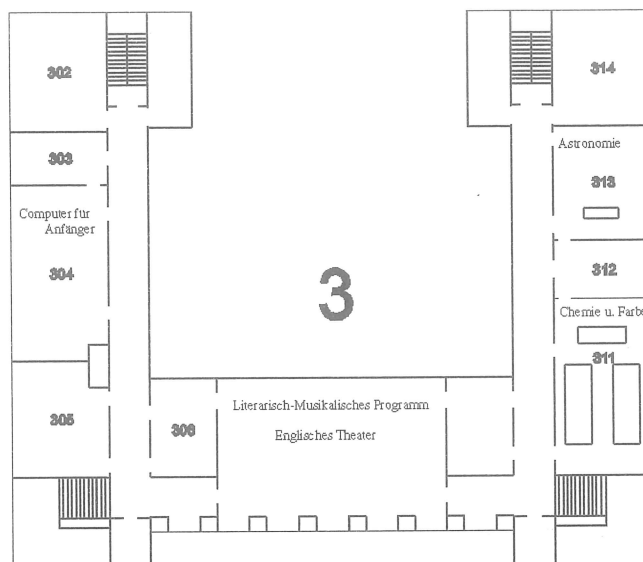 302
314
Astronomie
303
313
Computer für
Anfänger
304
312
3
Chemie u. Farbe
311
Literarisch-Musikalisches Programm
305
306
Englisches Theater